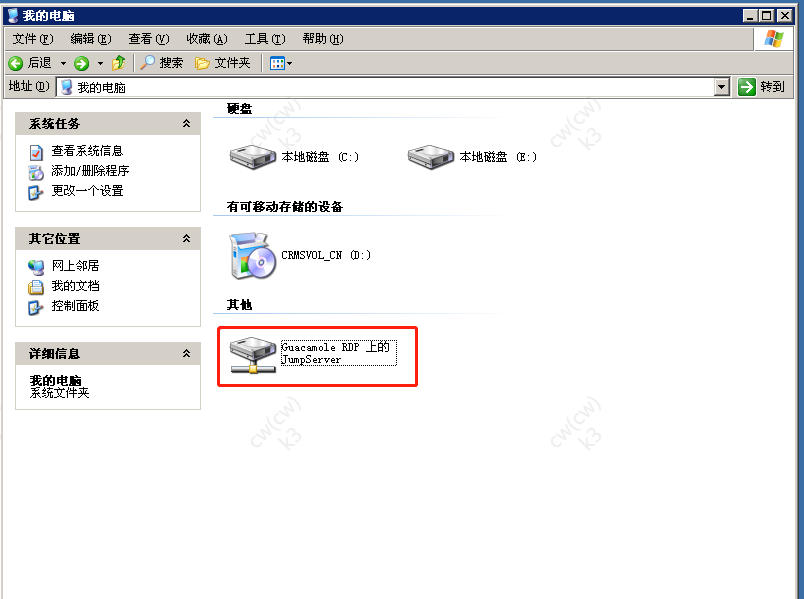 我的电脑
文件(F) 编辑(E) 查看(V) 收藏(A) 工具(T) 帮助(H)
后退 搜索 文件夹
地址(D) 我的电脑 转到
系统任务
查看系统信息
添加/删除程序
更改一个设置
其它位置
网上邻居
我的文档
控制面板
详细信息
我的电脑
系统文件夹
硬盘
本地磁盘 (C:) 本地磁盘 (E:)
有可移动存储的设备
CRMSVOL_CN (D:)
其他
Guacamole RDP 上的
JumpServer
cw(cw)
k3
cw(cw)
k3
cw(cw)
k3
cw(cw)
k3